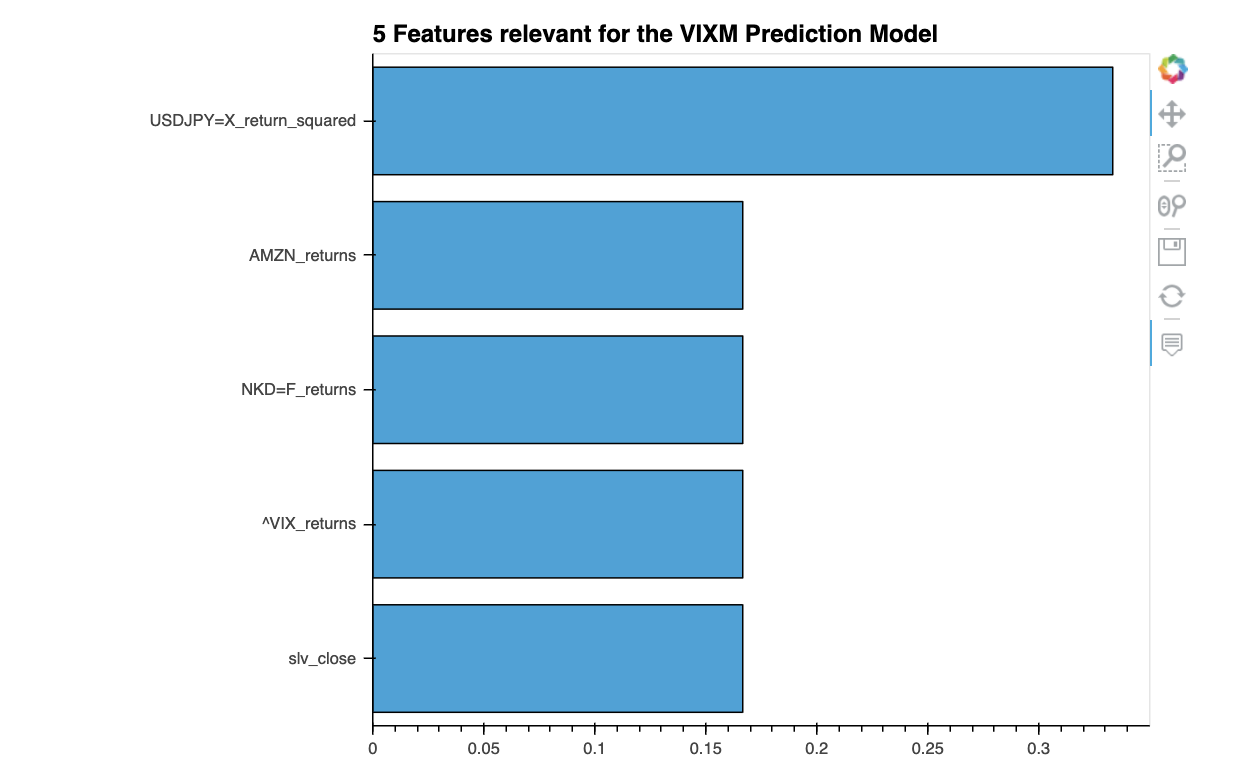 5 Features relevant for the VIXM Prediction Model
USDJPY=X_return_squared
AMZN_returns
NKD=F_returns
^VIX_returns
slv_close
0 0.05 0.1 0.15 0.2 0.25 0.3